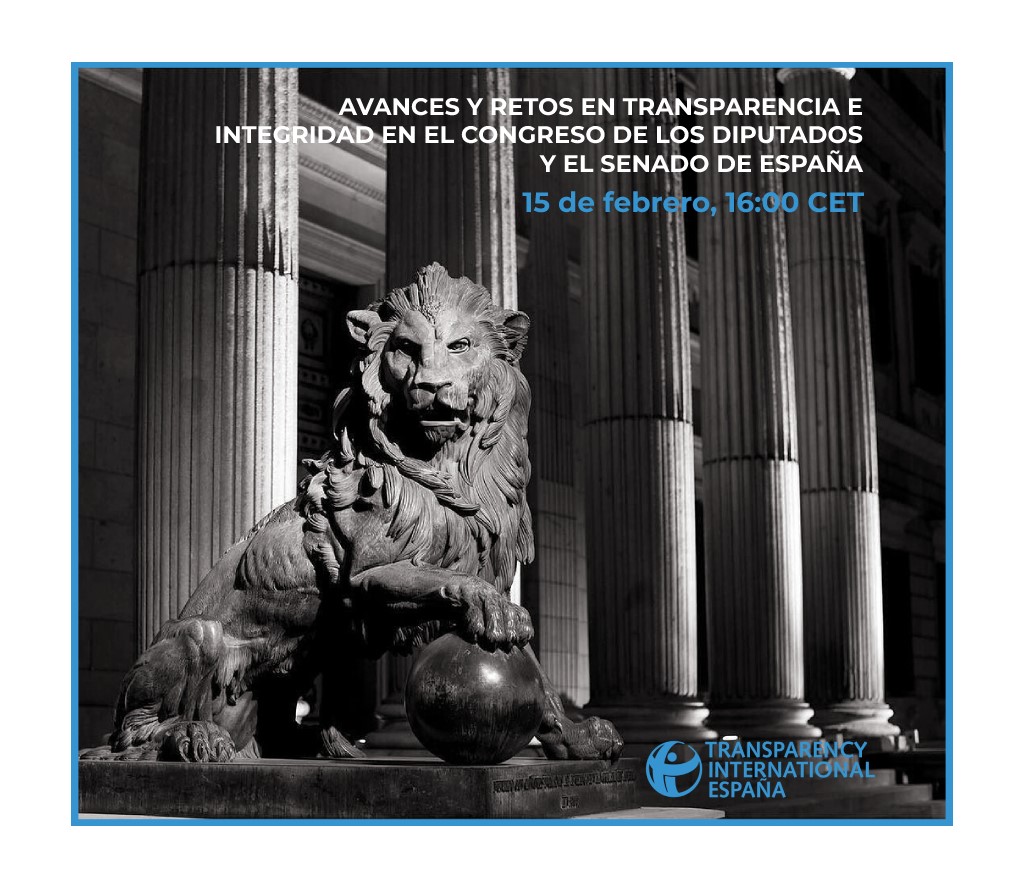 AVANCES Y RETOS EN TRANSPARENCIA E
INTEGRIDAD EN EL CONGRESO DE LOS DIPUTADOS
Y EL SENADO DE ESPAÑA
15 de febrero, 16:00 CET
TRANSPARENCY
INTERNATIONAL
ESPAÑA